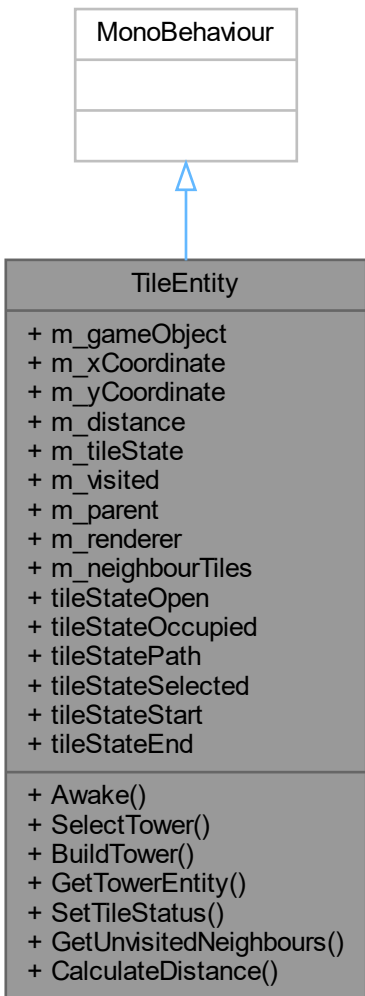 MonoBehaviour
TileEntity
+ m_gameObject
+ m_xCoordinate
+ m_yCoordinate
+ m_distance
+ m_tileState
+ m_visited
+ m_parent
+ m_renderer
+ m_neighbourTiles
+ tileStateOpen
+ tileStateOccupied
+ tileStatePath
+ tileStateSelected
+ tileStateStart
+ tileStateEnd
+ Awake()
+ SelectTower()
+ BuildTower()
+ GetTowerEntity()
+ SetTileStatus()
+ GetUnvisitedNeighbours()
+ CalculateDistance()